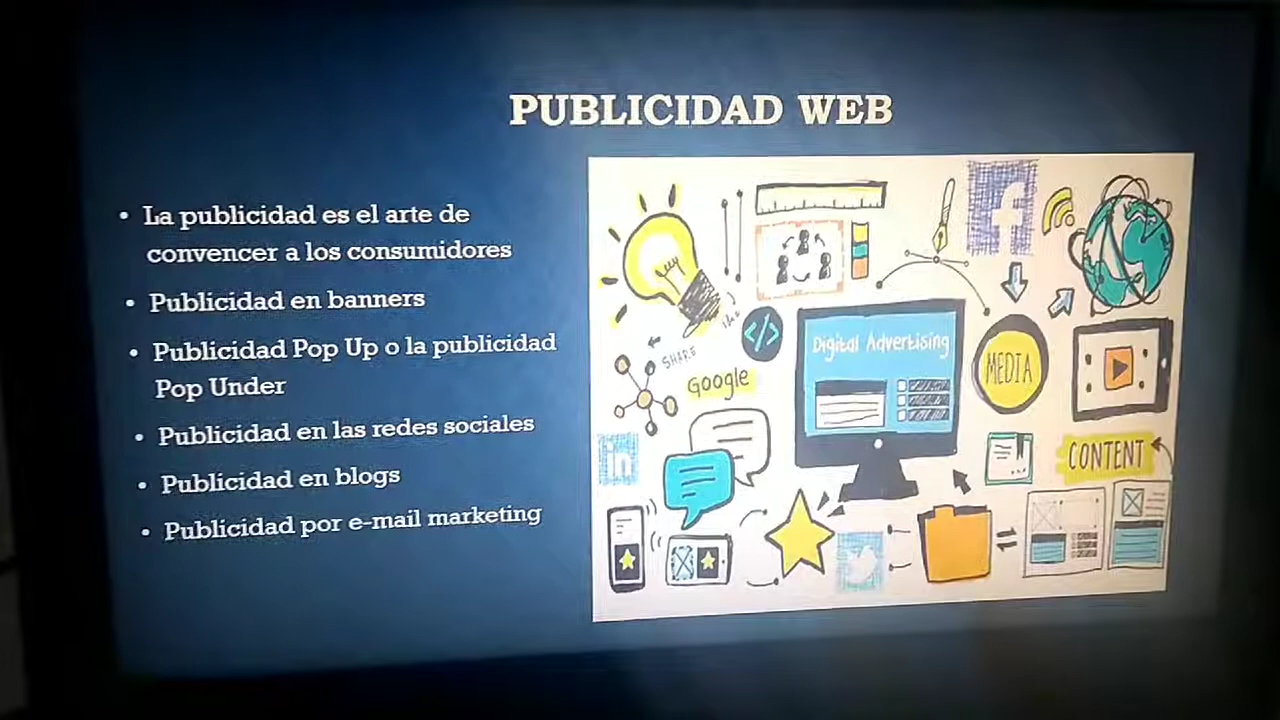 PUBLICIDAD WEB
• La publicidad es el arte de
convencer a los consumidores
• Publicidad en banners
• Publicidad Pop Up o la publicidad
Pop Under
• Publicidad en las redes sociales
• Publicidad en blogs
• Publicidad por e-mail marketing
f
</>
SHARE
Google
Digital Advertising
MEDIA
in
CONTENT